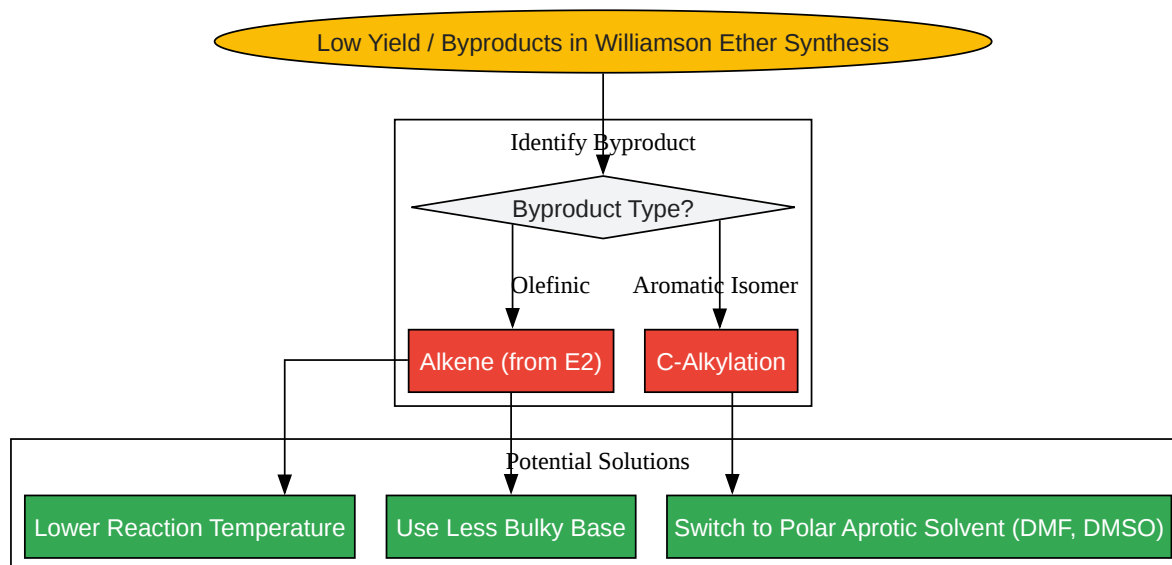 Low Yield / Byproducts in Williamson Ether Synthesis
Identify Byproduct
Byproduct Type?
Olefinic
Aromatic Isomer
Alkene (from E2)
C-Alkylation
Potential Solutions
Lower Reaction Temperature
Use Less Bulky Base
Switch to Polar Aprotic Solvent (DMF, DMSO)